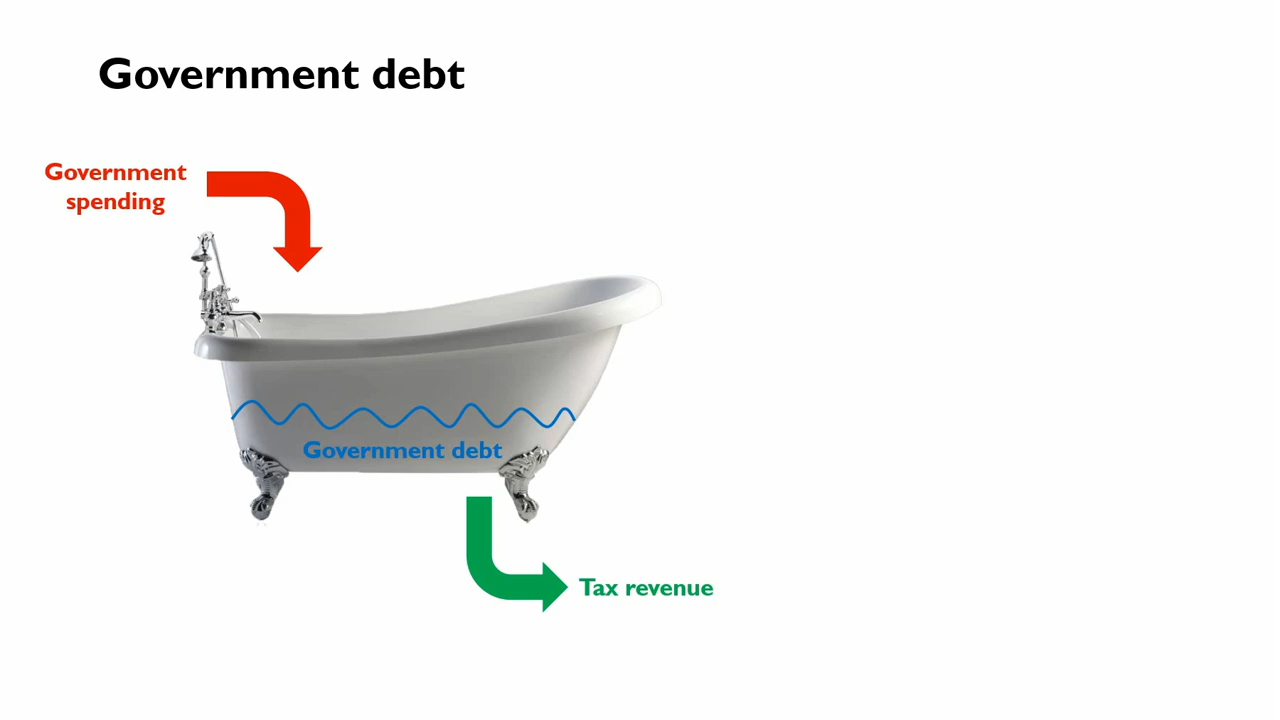 Government debt
Government
spending
Government debt
Tax revenue